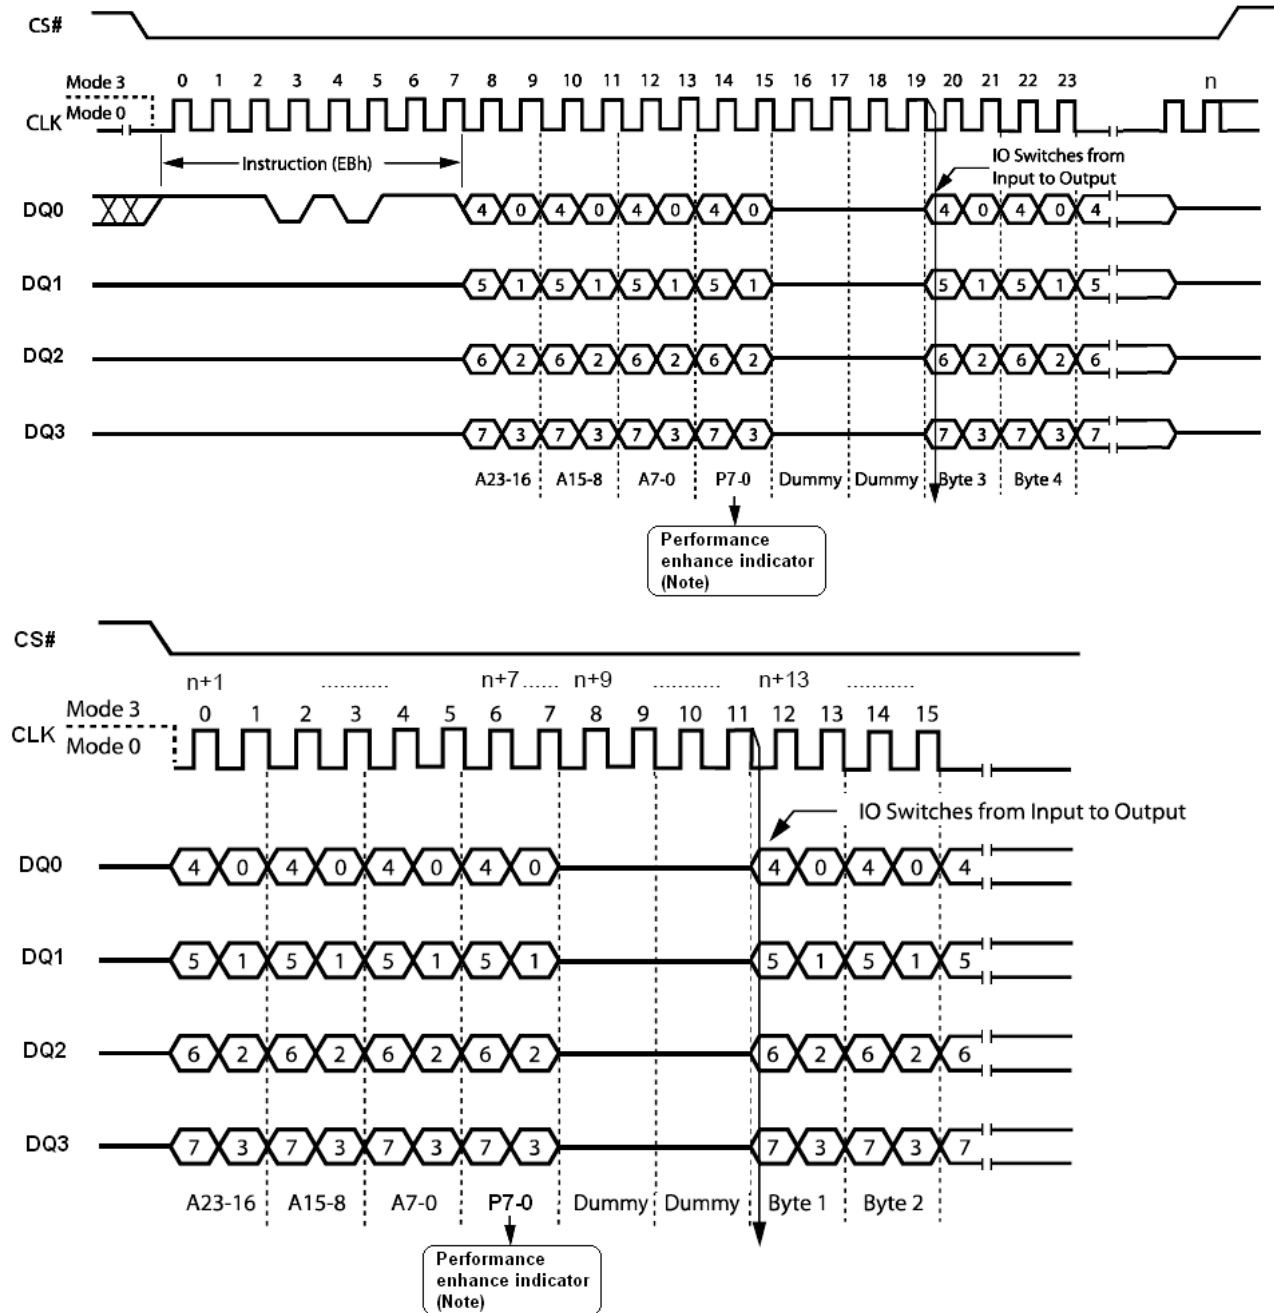 CS#
Mode 3
0 1 2 3 4 5 6 7 8 9 10 11 12 13 14 15 16 17 18 19 20 21 22 23 n
Mode 0
CLK
Instruction (EBh)
IO Switches from
Input to Output
DQ0 4 0 4 0 4 0 4 0 4 0 4 0 4
DQ1 5 1 5 1 5 1 5 1 5 1 5 1 5
DQ2 6 2 6 2 6 2 6 2 6 2 6 2 6
DQ3 7 3 7 3 7 3 7 3 7 3 7 3 7
A23-16 A15-8 A7-0 P7-0 Dummy Dummy Byte 3 Byte 4
Performance
enhance indicator
(Note)
CS#
n+1 ........... n+7 ...... n+9 ........... n+13 ...........
Mode 3
0 1 2 3 4 5 6 7 8 9 10 11 12 13 14 15
CLK
Mode 0
IO Switches from Input to Output
DQ0 4 0 4 0 4 0 4 0 4 0 4 0 4
DQ1 5 1 5 1 5 1 5 1 5 1 5 1 5
DQ2 6 2 6 2 6 2 6 2 6 2 6 2 6
DQ3 7 3 7 3 7 3 7 3 7 3 7 3 7
A23-16 A15-8 A7-0 P7-0 Dummy Dummy Byte 1 Byte 2
Performance
enhance indicator
(Note)